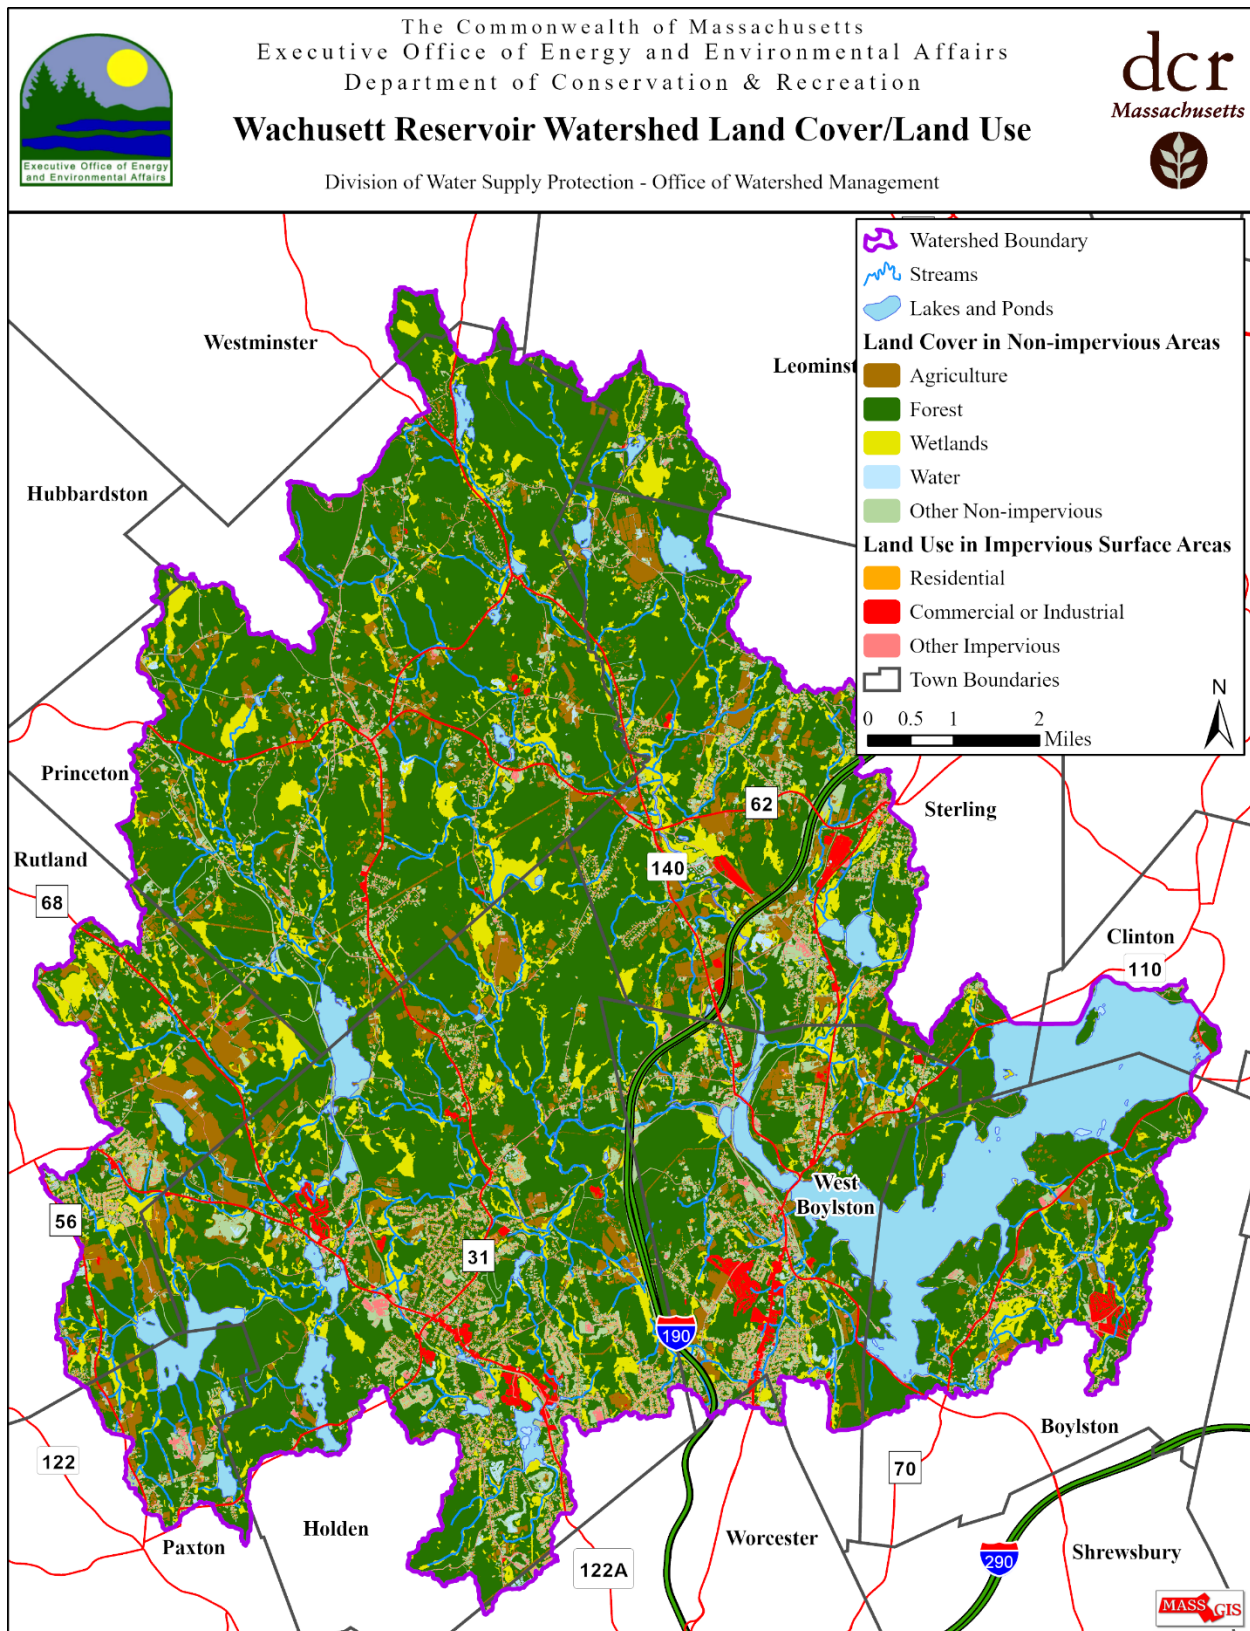 The Commonwealth of Massachusetts
Executive Office of Energy and Environmental Affairs
Department of Conservation & Recreation
Wachusett Reservoir Watershed Land Cover/Land Use
Division of Water Supply Protection - Office of Watershed Management
Executive Office of Energy
and Environmental Affairs
dcr
Massachusetts
Watershed Boundary
Streams
Lakes and Ponds
Land Cover in Non-impervious Areas
Agriculture
Forest
Wetlands
Water
Other Non-impervious
Land Use in Impervious Surface Areas
Residential
Commercial or Industrial
Other Impervious
Town Boundaries
N
0 0.5 1 2
Miles
Westminster
Leominst
Hubbardston
Princeton
62
Sterling
Rutland
140
68
Clinton
110
West
Boylston
56
31
190
Boylston
122
70
Holden
Worcester
Paxton
290
Shrewsbury
122A
MASS GIS